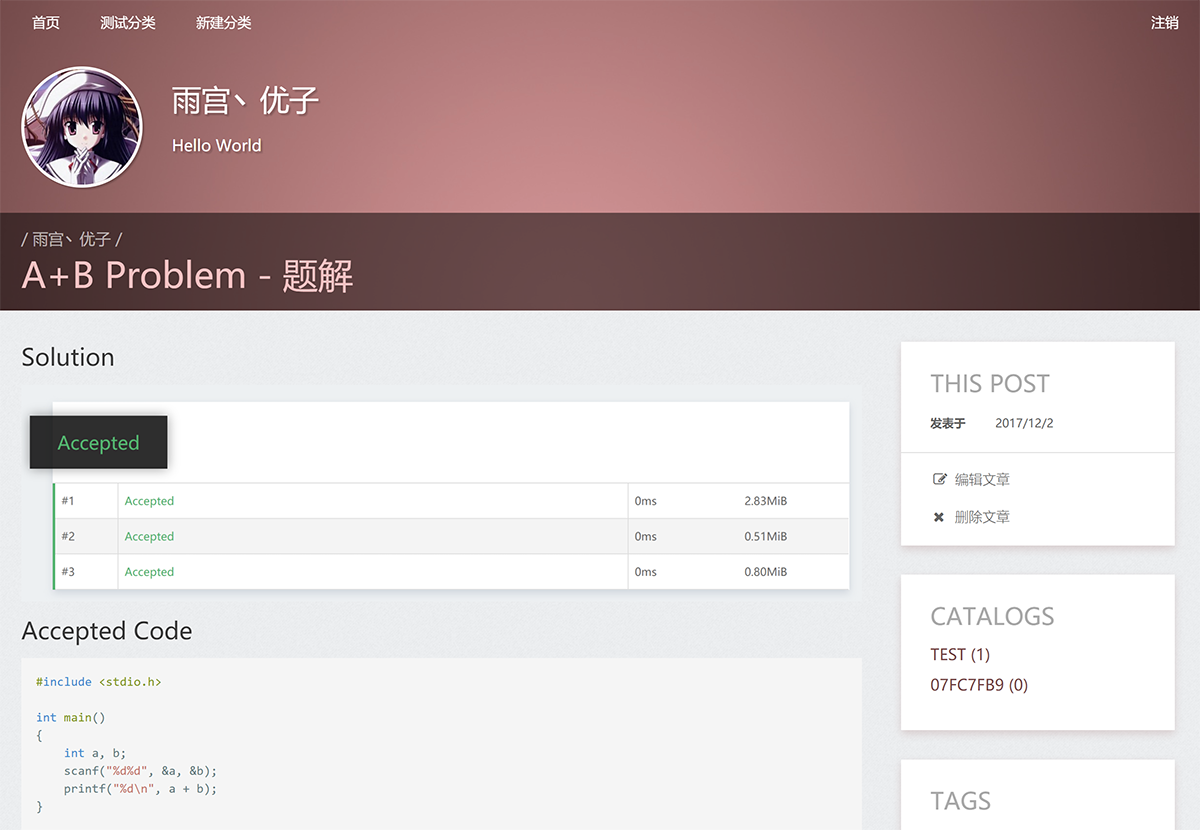 首页 测试分类 新建分类 注销
雨宫丶优子
Hello World
/ 雨宫丶优子 /
A+B Problem - 题解
Solution
Accepted
#1 Accepted 0ms 2.83MiB
#2 Accepted 0ms 0.51MiB
#3 Accepted 0ms 0.80MiB
Accepted Code
#include <stdio.h>
int main()
{
    int a, b;
    scanf("%d%d", &a, &b);
    printf("%d\n", a + b);
}
THIS POST
发表于 2017/12/2
编辑文章
删除文章
CATALOGS
TEST (1)
07FC7FB9 (0)
TAGS